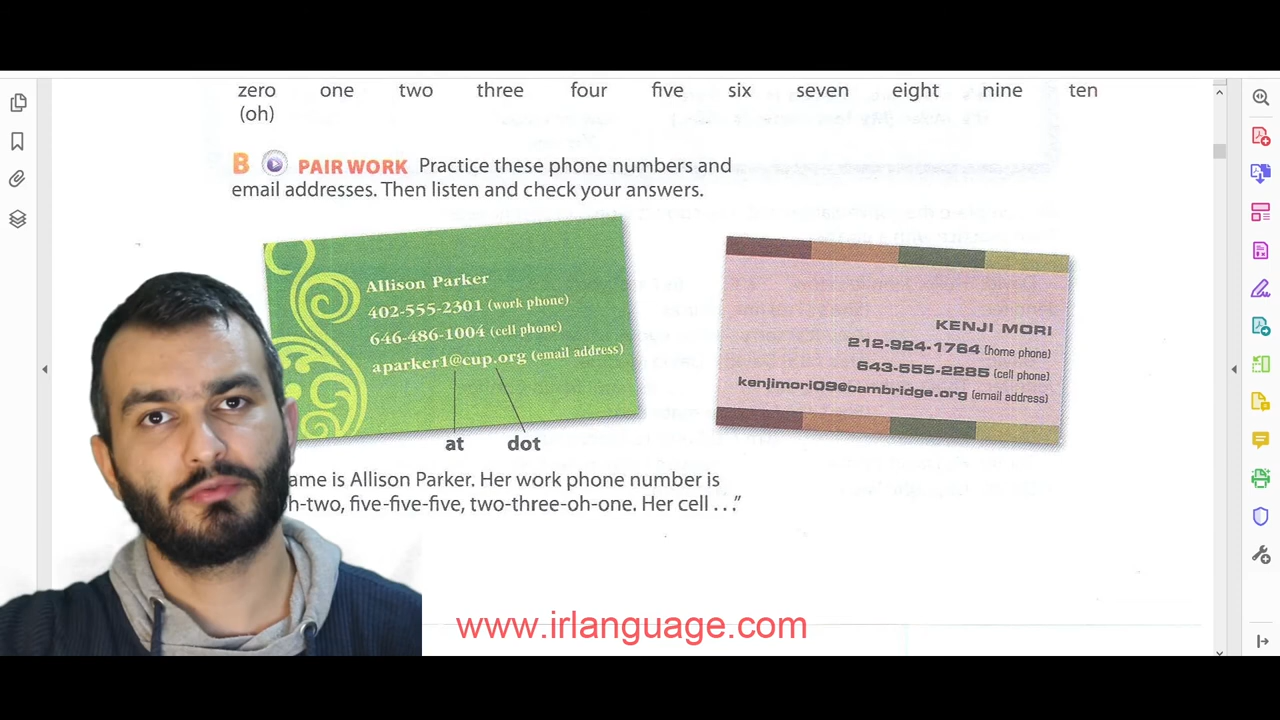 zero one two three four five six seven eight nine ten
(oh)
B PAIR WORK Practice these phone numbers and
email addresses. Then listen and check your answers.
Allison Parker
402-555-2301 (work phone)
646-486-1004 (cell phone)
aparker1@cup.org (email address)
at dot
KENJI MORI
212-924-1764 (home phone)
643-555-2285 (cell phone)
kenjimori09@cambridge.org (email address)
ame is Allison Parker. Her work phone number is
h-two, five-five-five, two-three-oh-one. Her cell . . .”
www.irlanguage.com